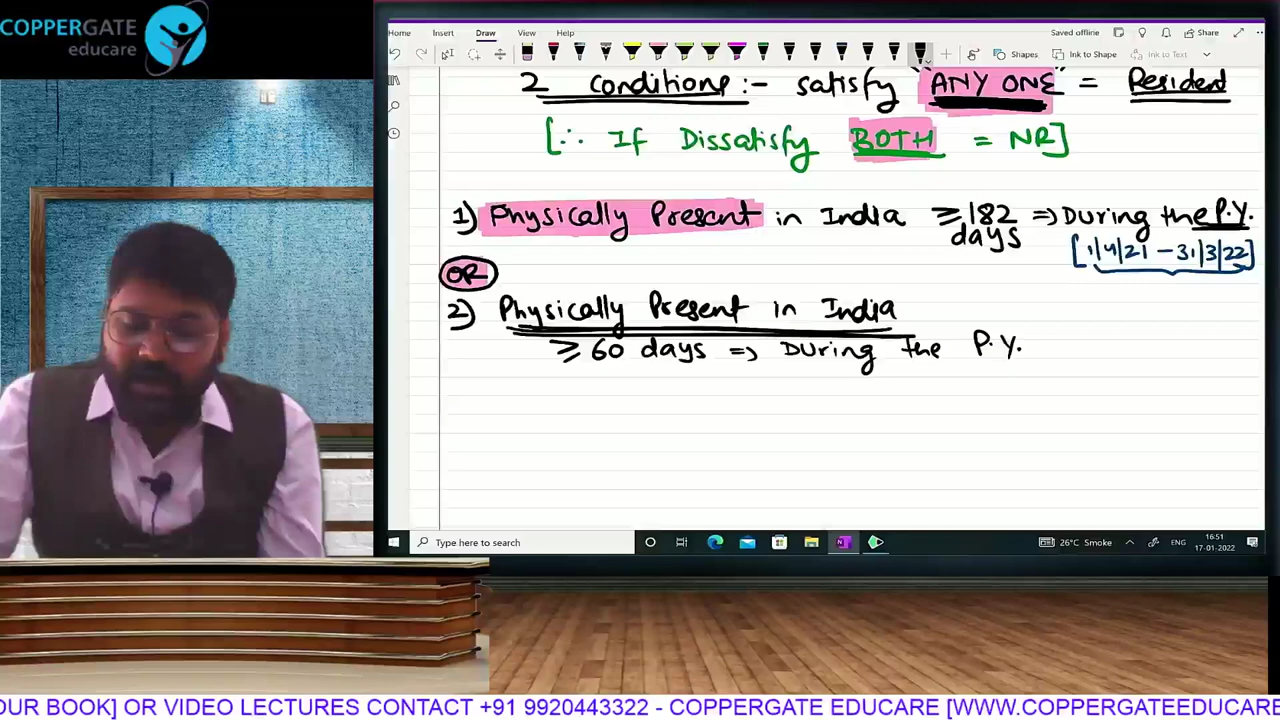 COPPERGATE
educare
Home Insert Draw View Help
Saved offline
Share
Shapes
Ink to Shape
Ink to Text
2 Conditions :- satisfy "ANY ONE" = Resident
[∴ If Dissatisfy BOTH = NR]
1) Physically Present in India ≥182 days ⇒ During the P.Y.
[1/4/21 - 31/3/22]
OR
2) Physically Present in India
≥ 60 days ⇒ During the P.Y.
Type here to search
26°C Smoke
ENG
16:51
17-01-2022
OUR BOOK] OR VIDEO LECTURES CONTACT +91 9920443322 - COPPERGATE EDUCARE [WWW.COPPERGATEEDUCARE